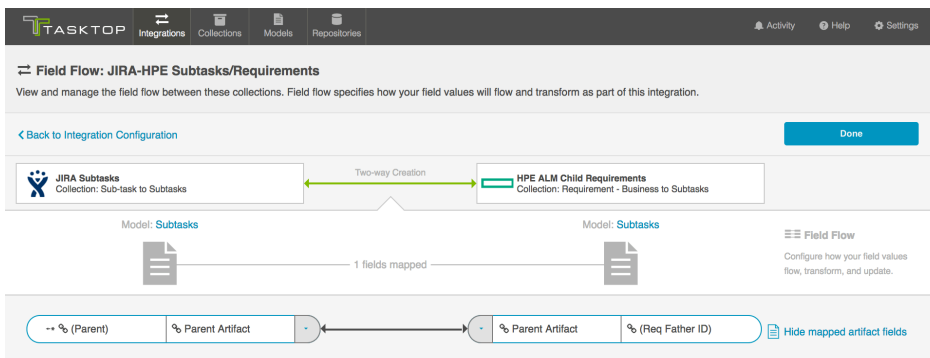 TASKTOP
Integrations
Collections
Models
Repositories
Activity
Help
Settings
Field Flow: JIRA-HPE Subtasks/Requirements
View and manage the field flow between these collections. Field flow specifies how your field values will flow and transform as part of this integration.
Back to Integration Configuration
Done
JIRA Subtasks
Collection: Sub-task to Subtasks
Two-way Creation
HPE ALM Child Requirements
Collection: Requirement - Business to Subtasks
Model: Subtasks
Model: Subtasks
1 fields mapped
Field Flow
Configure how your field values
flow, transform, and update.
(Parent)
Parent Artifact
Parent Artifact
(Req Father ID)
Hide mapped artifact fields